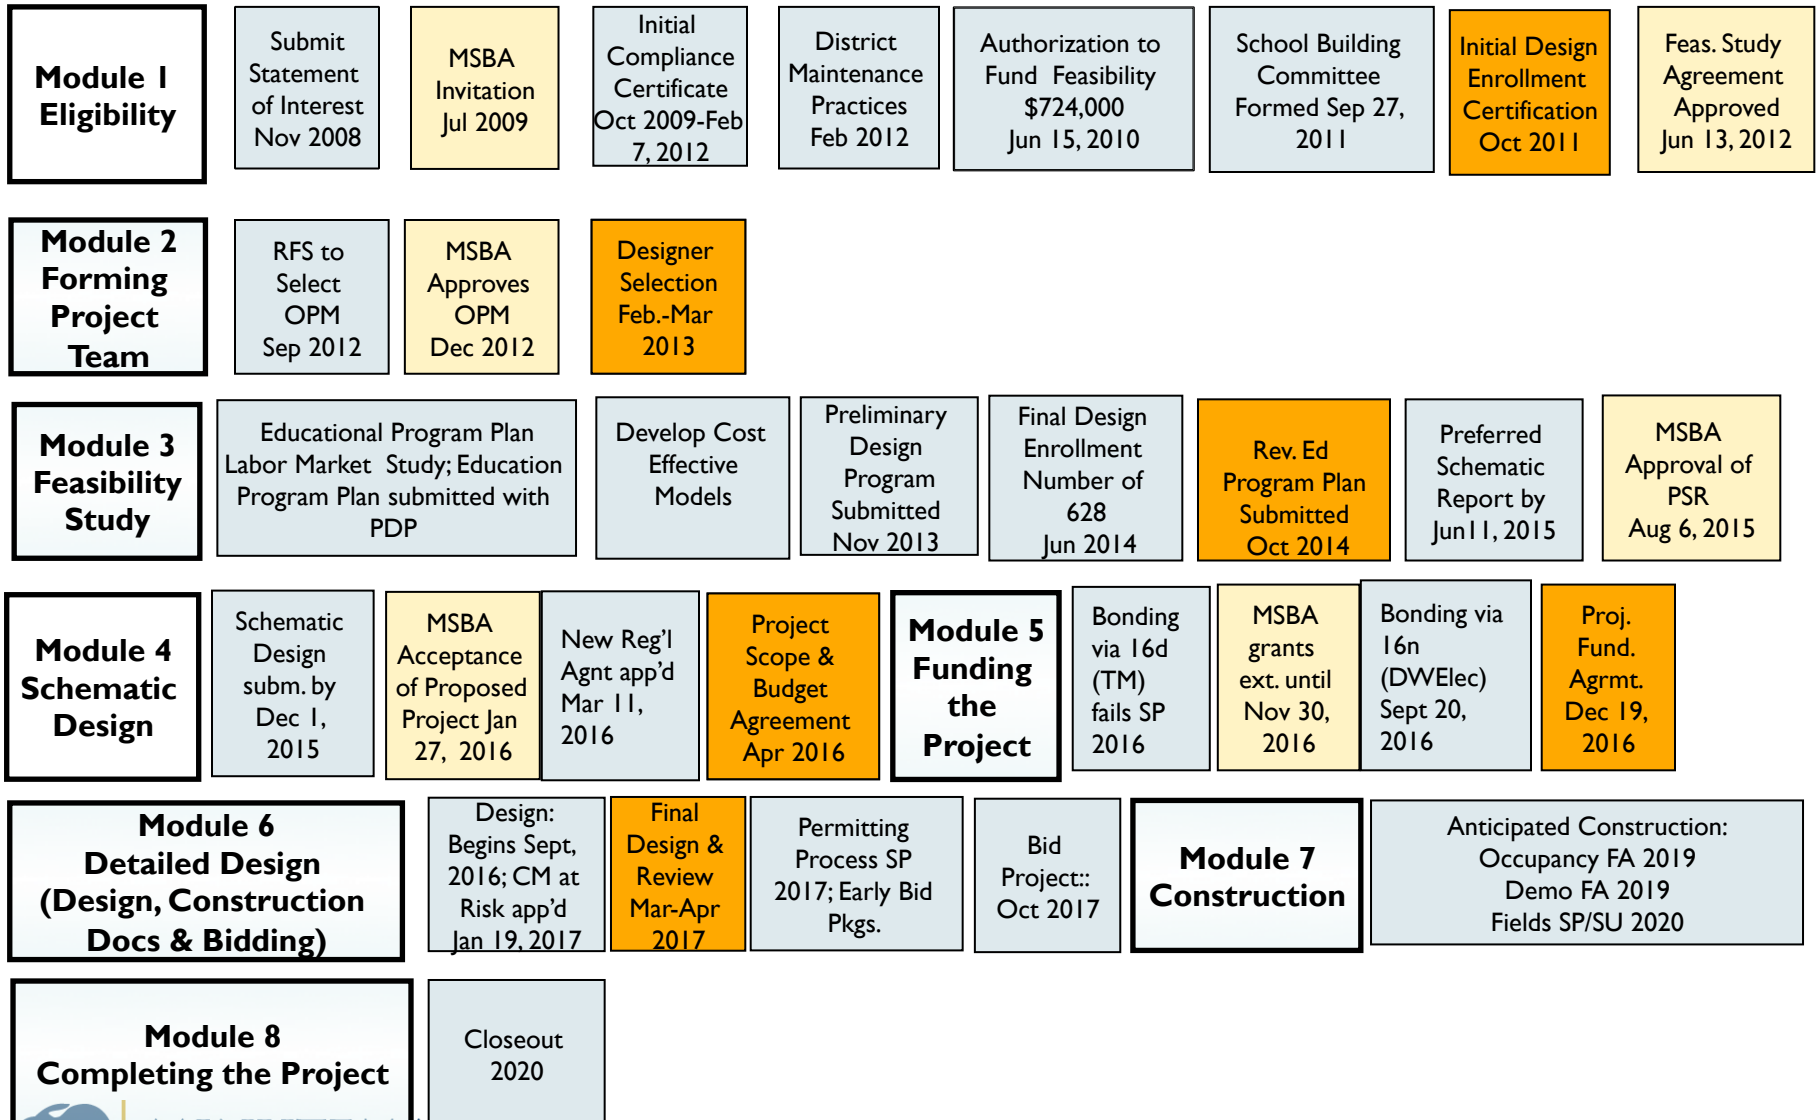 Module 1
Eligibility
Submit
Statement
of Interest
Nov 2008
MSBA
Invitation
Jul 2009
Initial
Compliance
Certificate
Oct 2009-Feb
7, 2012
District
Maintenance
Practices
Feb 2012
Authorization to
Fund Feasibility
$724,000
Jun 15, 2010
School Building
Committee
Formed Sep 27,
2011
Initial Design
Enrollment
Certification
Oct 2011
Feas. Study
Agreement
Approved
Jun 13, 2012
Module 2
Forming
Project
Team
RFS to
Select
OPM
Sep 2012
MSBA
Approves
OPM
Dec 2012
Designer
Selection
Feb.-Mar
2013
Module 3
Feasibility
Study
Educational Program Plan
Labor Market Study; Education
Program Plan submitted with
PDP
Develop Cost
Effective
Models
Preliminary
Design
Program
Submitted
Nov 2013
Final Design
Enrollment
Number of
628
Jun 2014
Rev. Ed
Program Plan
Submitted
Oct 2014
Preferred
Schematic
Report by
Jun11, 2015
MSBA
Approval of
PSR
Aug 6, 2015
Module 4
Schematic
Design
Schematic
Design
subm. by
Dec 1,
2015
MSBA
Acceptance
of Proposed
Project Jan
27, 2016
New Reg'l
Agnt app'd
Mar 11,
2016
Project
Scope &
Budget
Agreement
Apr 2016
Module 5
Funding
the
Project
Bonding
via 16d
(TM)
fails SP
2016
MSBA
grants
ext. until
Nov 30,
2016
Bonding via
16n
(DWElec)
Sept 20,
2016
Proj.
Fund.
Agrmt.
Dec 19,
2016
Module 6
Detailed Design
(Design, Construction
Docs & Bidding)
Design:
Begins Sept,
2016; CM at
Risk app'd
Jan 19, 2017
Final
Design &
Review
Mar-Apr
2017
Permitting
Process SP
2017; Early Bid
Pkgs.
Bid
Project::
Oct 2017
Module 7
Construction
Anticipated Construction:
Occupancy FA 2019
Demo FA 2019
Fields SP/SU 2020
Module 8
Completing the Project
Closeout
2020